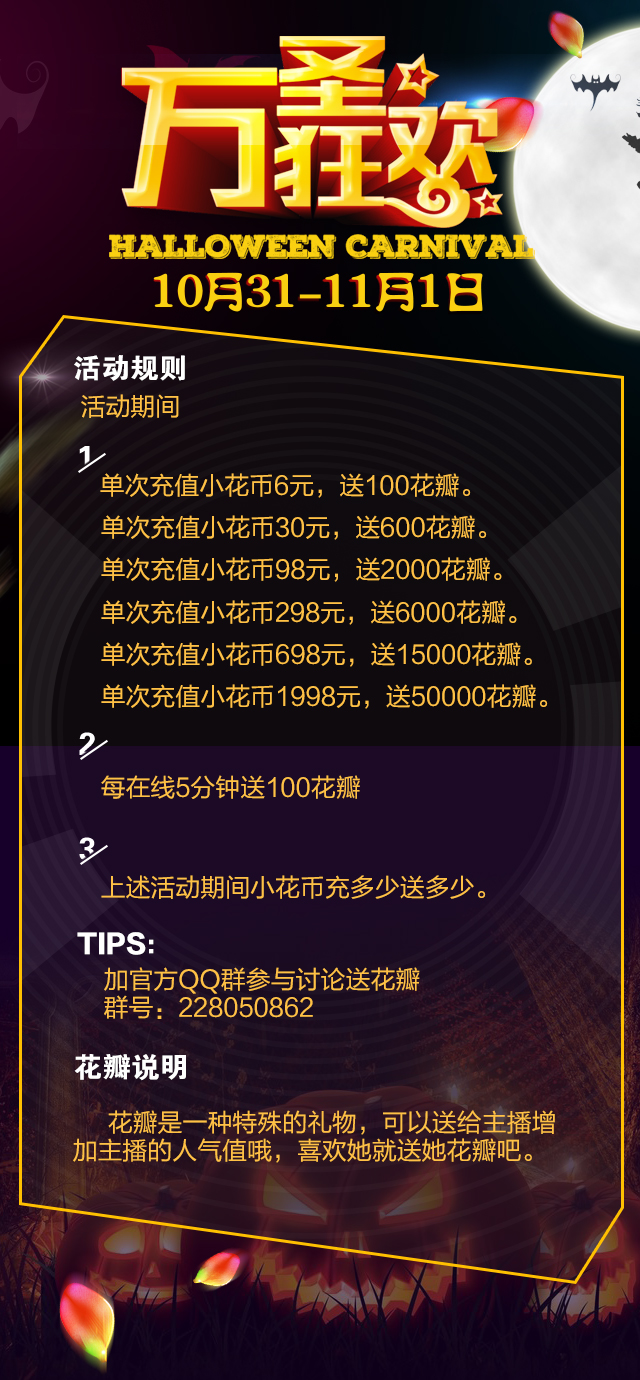 万圣狂欢
HALLOWEEN CARNIVAL
10月31-11月1日
活动规则
活动期间
1
单次充值小花币6元，送100花瓣。
单次充值小花币30元，送600花瓣。
单次充值小花币98元，送2000花瓣。
单次充值小花币298元，送6000花瓣。
单次充值小花币698元，送15000花瓣。
单次充值小花币1998元，送50000花瓣。
2
每在线5分钟送100花瓣
3
上述活动期间小花币充多少送多少。
TIPS:
加官方QQ群参与讨论送花瓣
群号：228050862
花瓣说明
花瓣是一种特殊的礼物，可以送给主播增
加主播的人气值哦，喜欢她就送她花瓣吧。